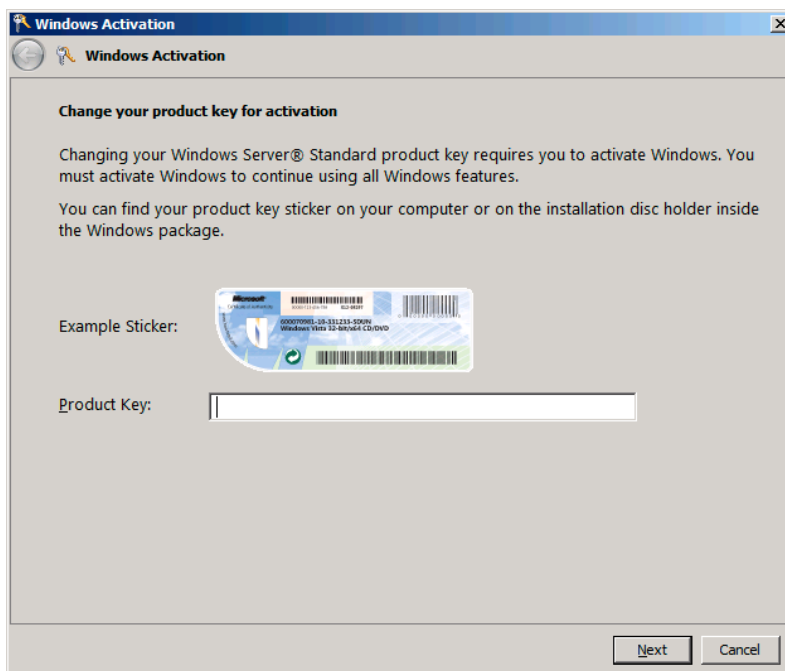 Windows Activation
Windows Activation
Change your product key for activation
Changing your Windows Server® Standard product key requires you to activate Windows. You
must activate Windows to continue using all Windows features.
You can find your product key sticker on your computer or on the installation disc holder inside
the Windows package.
Microsoft
Example Sticker:
Windows Vista 32-bit/x64 CD/DVD
Product Key:
Next
Cancel